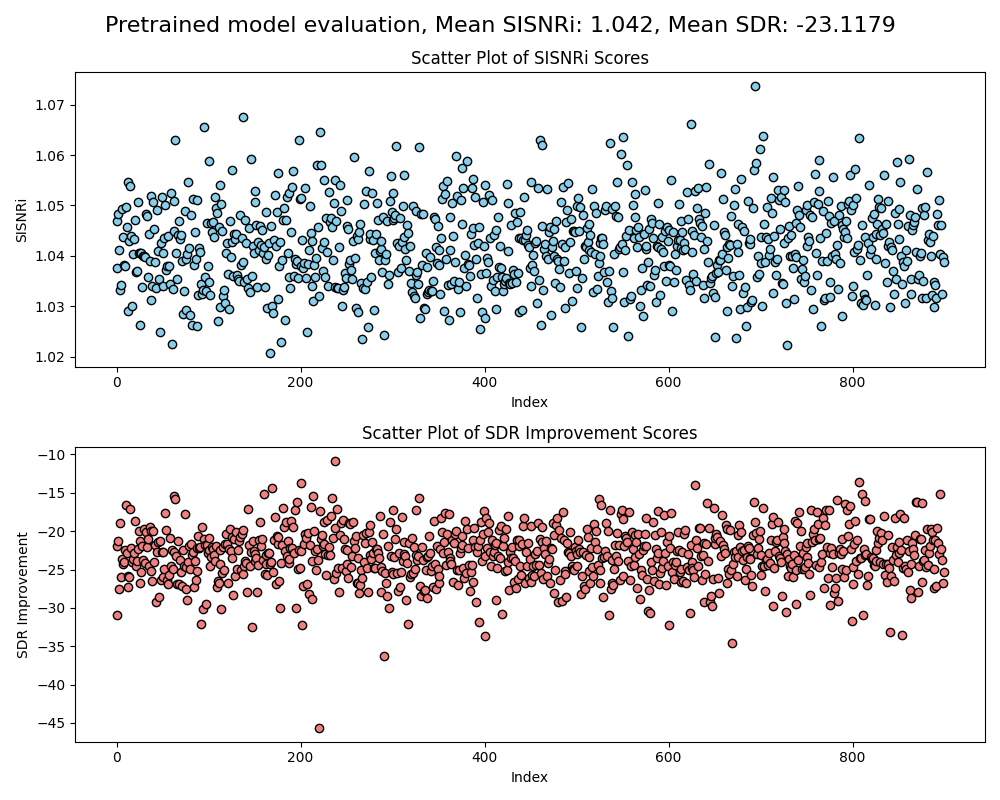 Pretrained model evaluation, Mean SISNRi: 1.042, Mean SDR: -23.1179
Scatter Plot of SISNRi Scores
1.07
1.06
1.05
1.04
1.03
1.02
SISNRi
0 200 400 600 800
Index
Scatter Plot of SDR Improvement Scores
−10
−15
−20
−25
−30
−35
−40
−45
SDR Improvement
0 200 400 600 800
Index